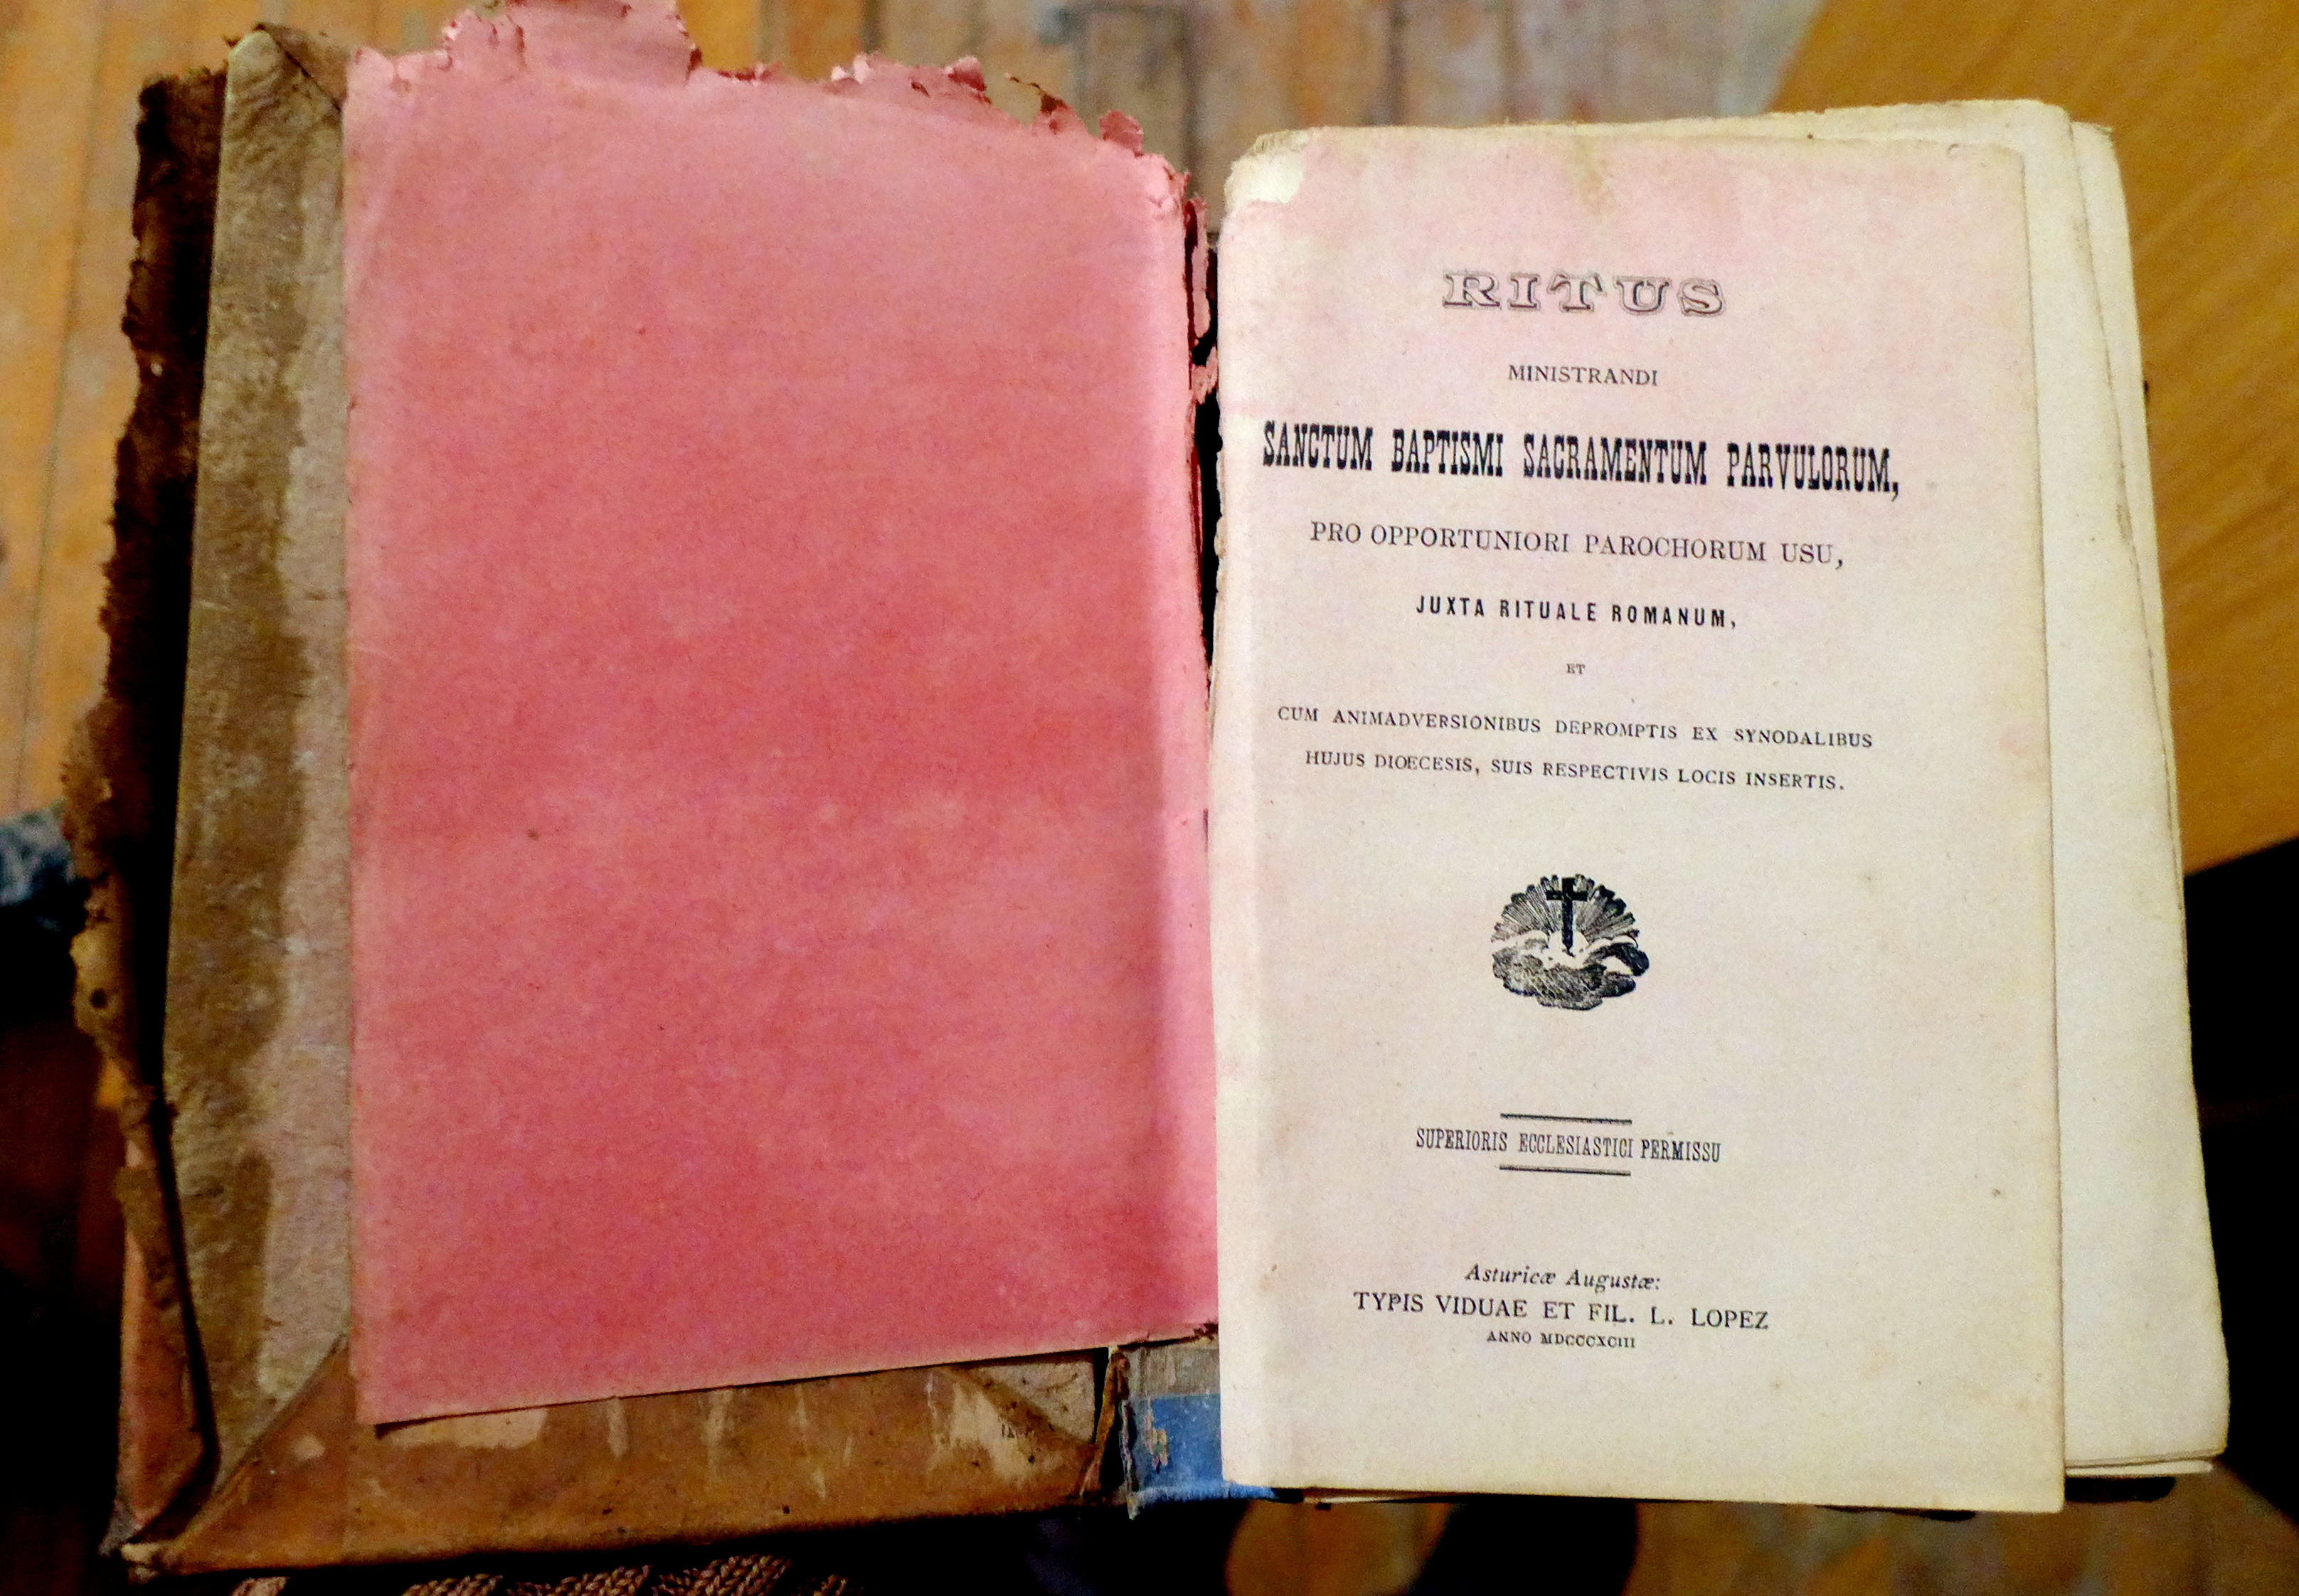 RITUS
MINISTRANDI
SANCTUM BAPTISMI SACRAMENTUM PARVULORUM,
PRO OPPORTUNIORI PAROCHORUM USU,
JUXTA RITUALE ROMANUM,
ET
CUM ANIMADVERSIONIBUS DEPROMPTIS EX SYNODALIBUS
HUJUS DIOECESIS, SUIS RESPECTIVIS LOCIS INSERTIS.
SUPERIORIS ECCLESIASTICI PERMISSU
Asturicæ Augustæ:
TYPIS VIDUAE ET FIL. L. LOPEZ
ANNO MDCCCXCIII